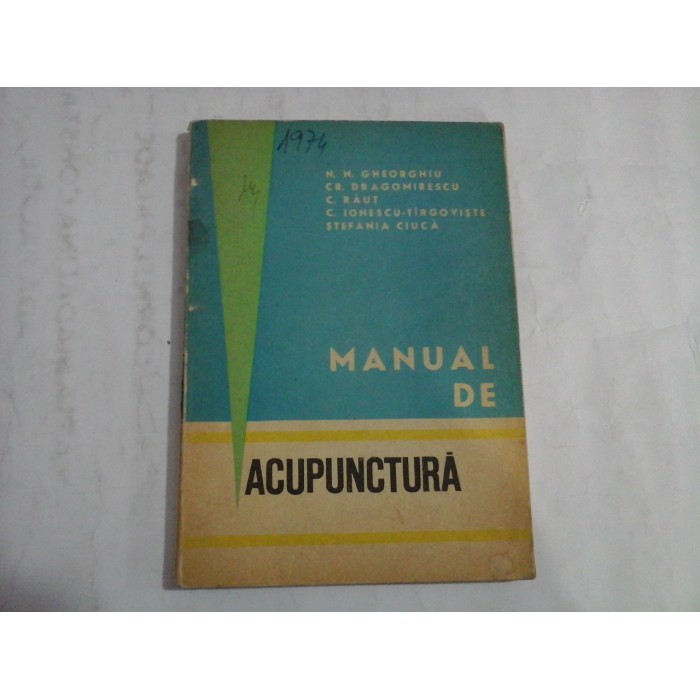 1974
N. N. GHEORGHIU
CR. DRAGOMIRESCU
C. RĂUT
C. IONESCU-TÎRGOVIȘTE
ȘTEFANIA CIUCĂ
MANUAL
DE
ACUPUNCTURĂ